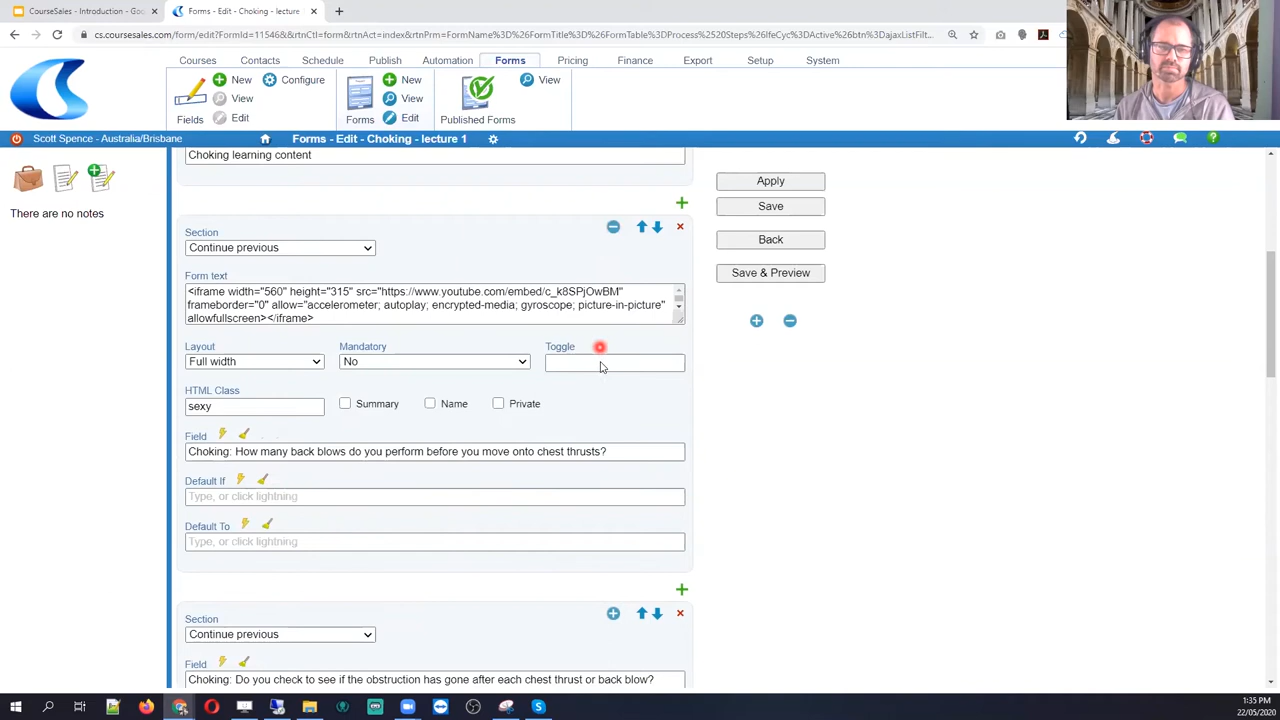 CourseSales - Introduction - Goo
Forms - Edit - Choking - lecture
cs.coursesales.com/form/edit?FormId=11546&&rtnCtl=form&rtnAct=index&rtnPrm=FormName%3D%26FormTitle%3D%26FormTable%3DProcess%2520Steps%26lfeCyc%3DActive%26btn%3DajaxListFilt...
Courses Contacts Schedule Publish Automation Forms Pricing Finance Export Setup System
New Configure New View
View View
Fields Edit Forms Edit Published Forms
Scott Spence - Australia/Brisbane
Forms - Edit - Choking - lecture 1
There are no notes
Choking learning content
Apply
Save
Back
Save & Preview
Section
Continue previous
Form text
<iframe width="560" height="315" src="https://www.youtube.com/embed/c_k8SPjOwBM"
frameborder="0" allow="accelerometer; autoplay; encrypted-media; gyroscope; picture-in-picture"
allowfullscreen></iframe>
Layout Mandatory Toggle
Full width No
HTML Class
sexy Summary Name Private
Field
Choking: How many back blows do you perform before you move onto chest thrusts?
Default If
Type, or click lightning
Default To
Type, or click lightning
Section
Continue previous
Field
Choking: Do you check to see if the obstruction has gone after each chest thrust or back blow?
1:35 PM
22/05/2020